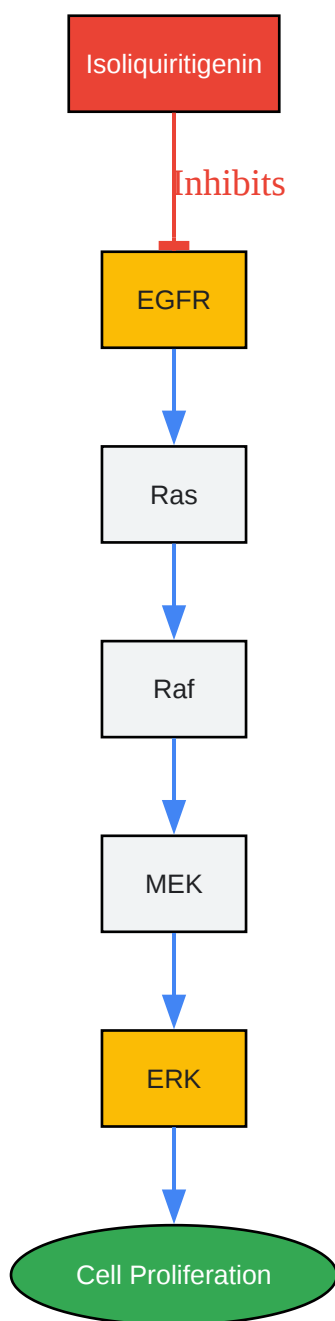 Isoliquiritigenin
Inhibits
EGFR
Ras
Raf
MEK
ERK
Cell Proliferation